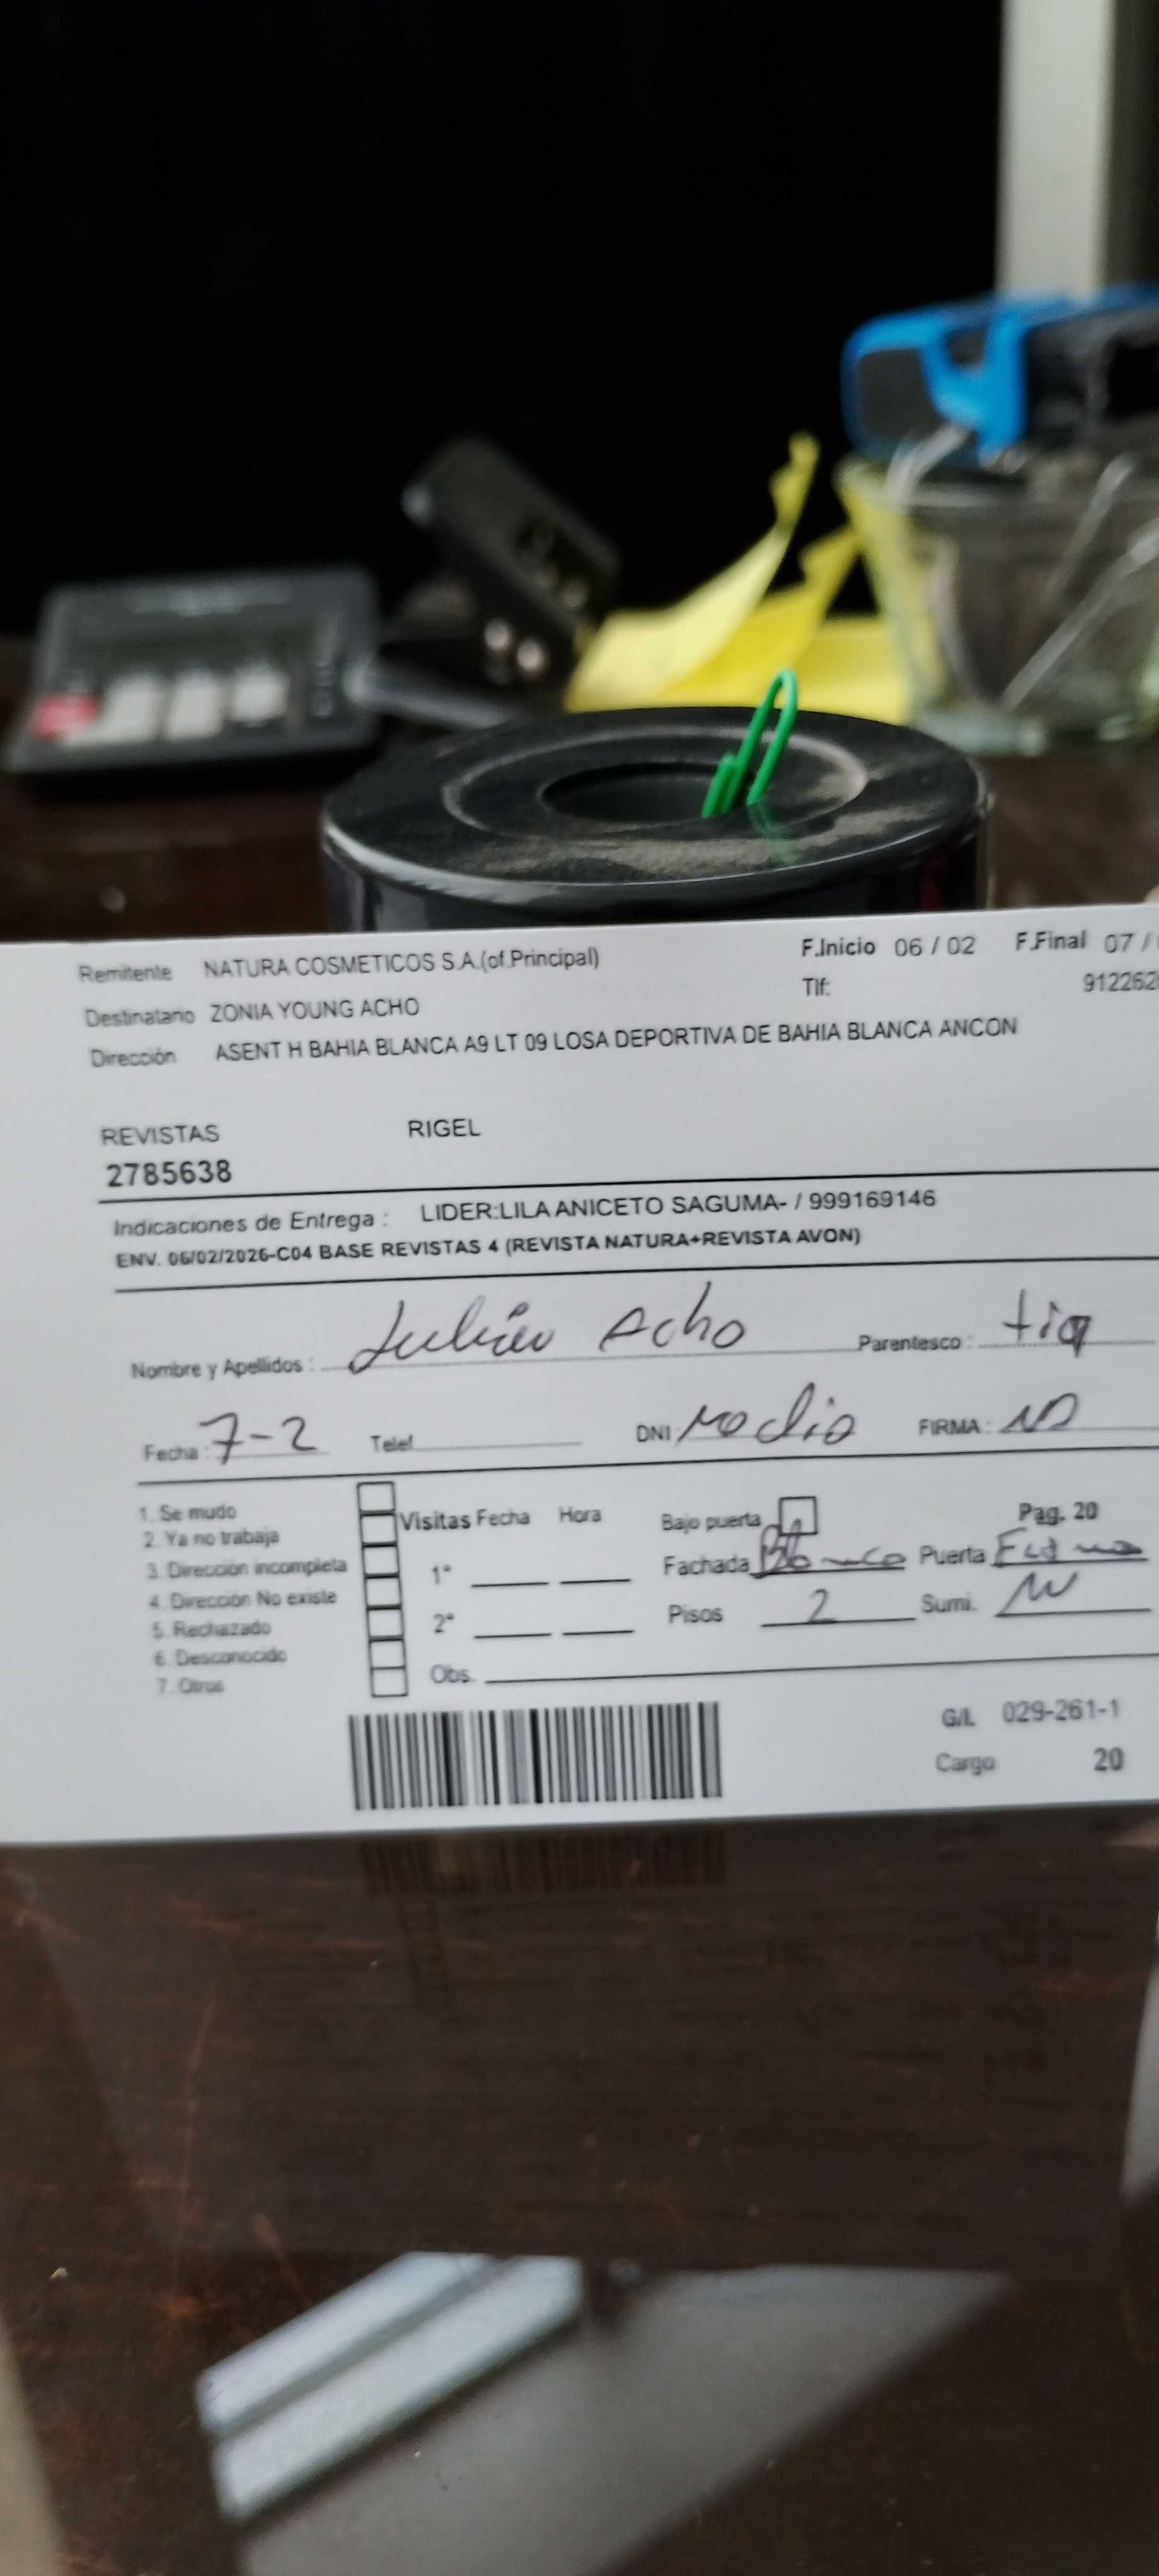 Remitente NATURA COSMETICOS S.A.(of.Principal) F.Inicio 06 / 02 F.Final 07 /
Destinatario ZONIA YOUNG ACHO Tlf: 912262
Dirección ASENT H BAHIA BLANCA A9 LT 09 LOSA DEPORTIVA DE BAHIA BLANCA ANCON
REVISTAS RIGEL
2785638
Indicaciones de Entrega : LIDER:LILA ANICETO SAGUMA- / 999169146
ENV. 06/02/2026-C04 BASE REVISTAS 4 (REVISTA NATURA+REVISTA AVON)
Nombre y Apellidos : Acho Parentesco : tia
Fecha : 7-2 Telef DNI: no dio FIRMA :
1. Se mudo
2. Ya no trabaja
3. Dirección incompleta
4. Dirección No existe
5. Rechazado
6. Desconocido
7. Otros
Visitas Fecha Hora
1°
2°
Obs.
Bajo puerta Pag. 20
Fachada Blanco Puerta
Pisos 2 Sumi.
G/L 029-261-1
Cargo 20